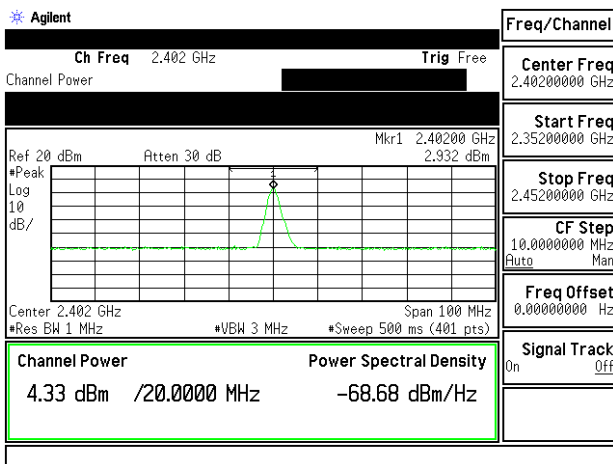 Agilent
Freq/Channel
Ch Freq 2.402 GHz Trig Free
Channel Power
Center Freq
2.40200000 GHz
Start Freq
2.35200000 GHz
Stop Freq
2.45200000 GHz
CF Step
10.0000000 MHz
Auto Man
Freq Offset
0.00000000 Hz
Signal Track
On Off
Mkr1 2.40200 GHz
Ref 20 dBm Atten 30 dB 2.932 dBm
#Peak
Log
10
dB/
1
Center 2.402 GHz Span 100 MHz
#Res BW 1 MHz #VBW 3 MHz #Sweep 500 ms (401 pts)
Channel Power Power Spectral Density
4.33 dBm /20.0000 MHz -68.68 dBm/Hz